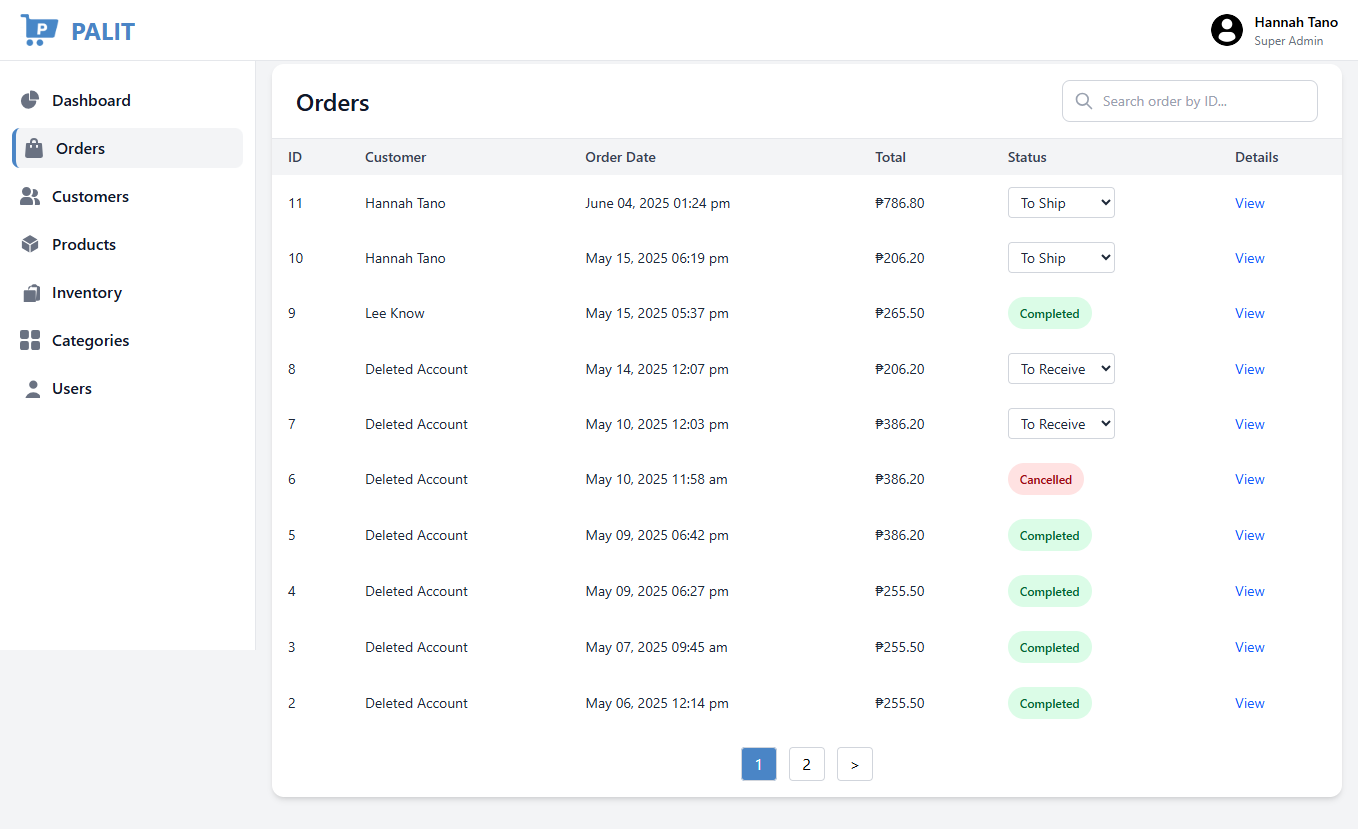 P PALIT
Hannah Tano
Super Admin
Dashboard
Orders
Customers
Products
Inventory
Categories
Users
Orders
Search order by ID...
ID Customer Order Date Total Status Details
11 Hannah Tano June 04, 2025 01:24 pm ₱786.80 To Ship View
10 Hannah Tano May 15, 2025 06:19 pm ₱206.20 To Ship View
9 Lee Know May 15, 2025 05:37 pm ₱265.50 Completed View
8 Deleted Account May 14, 2025 12:07 pm ₱206.20 To Receive View
7 Deleted Account May 10, 2025 12:03 pm ₱386.20 To Receive View
6 Deleted Account May 10, 2025 11:58 am ₱386.20 Cancelled View
5 Deleted Account May 09, 2025 06:42 pm ₱386.20 Completed View
4 Deleted Account May 09, 2025 06:27 pm ₱255.50 Completed View
3 Deleted Account May 07, 2025 09:45 am ₱255.50 Completed View
2 Deleted Account May 06, 2025 12:14 pm ₱255.50 Completed View
1 2 >